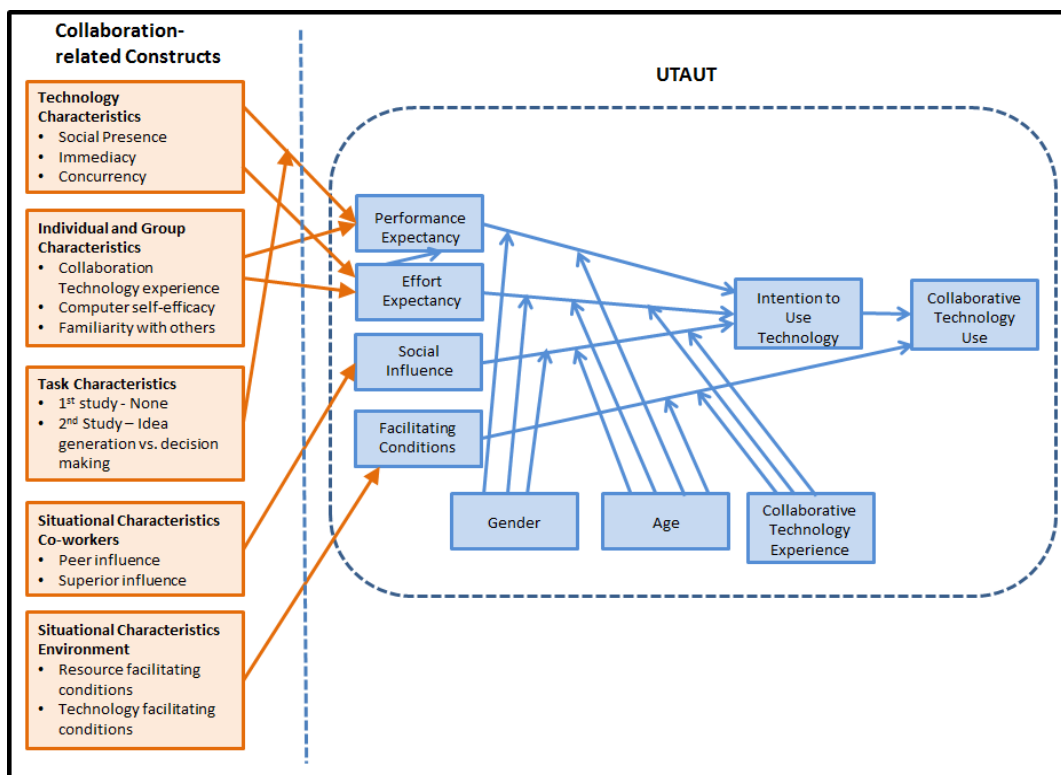 Collaboration-
related Constructs
Technology
Characteristics
• Social Presence
• Immediacy
• Concurrency
Individual and Group
Characteristics
• Collaboration
Technology experience
• Computer self-efficacy
• Familiarity with others
Task Characteristics
• 1st study - None
• 2nd Study – Idea
generation vs. decision
making
Situational Characteristics
Co-workers
• Peer influence
• Superior influence
Situational Characteristics
Environment
• Resource facilitating
conditions
• Technology facilitating
conditions
UTAUT
Performance
Expectancy
Effort
Expectancy
Social
Influence
Facilitating
Conditions
Intention to
Use
Technology
Collaborative
Technology
Use
Gender
Age
Collaborative
Technology
Experience